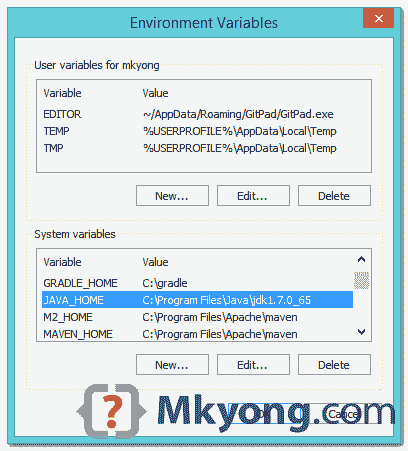 Environment Variables
User variables for mkyong
Variable Value
EDITOR ~/AppData/Roaming/GitPad/GitPad.exe
TEMP %USERPROFILE%\AppData\Local\Temp
TMP %USERPROFILE%\AppData\Local\Temp
New... Edit... Delete
System variables
Variable Value
GRADLE_HOME C:\gradle
JAVA_HOME C:\Program Files\Java\jdk1.7.0_65
M2_HOME C:\Program Files\Apache\maven
MAVEN_HOME C:\Program Files\Apache\maven
New... Edit... Delete
Cancel
Mkyong.com